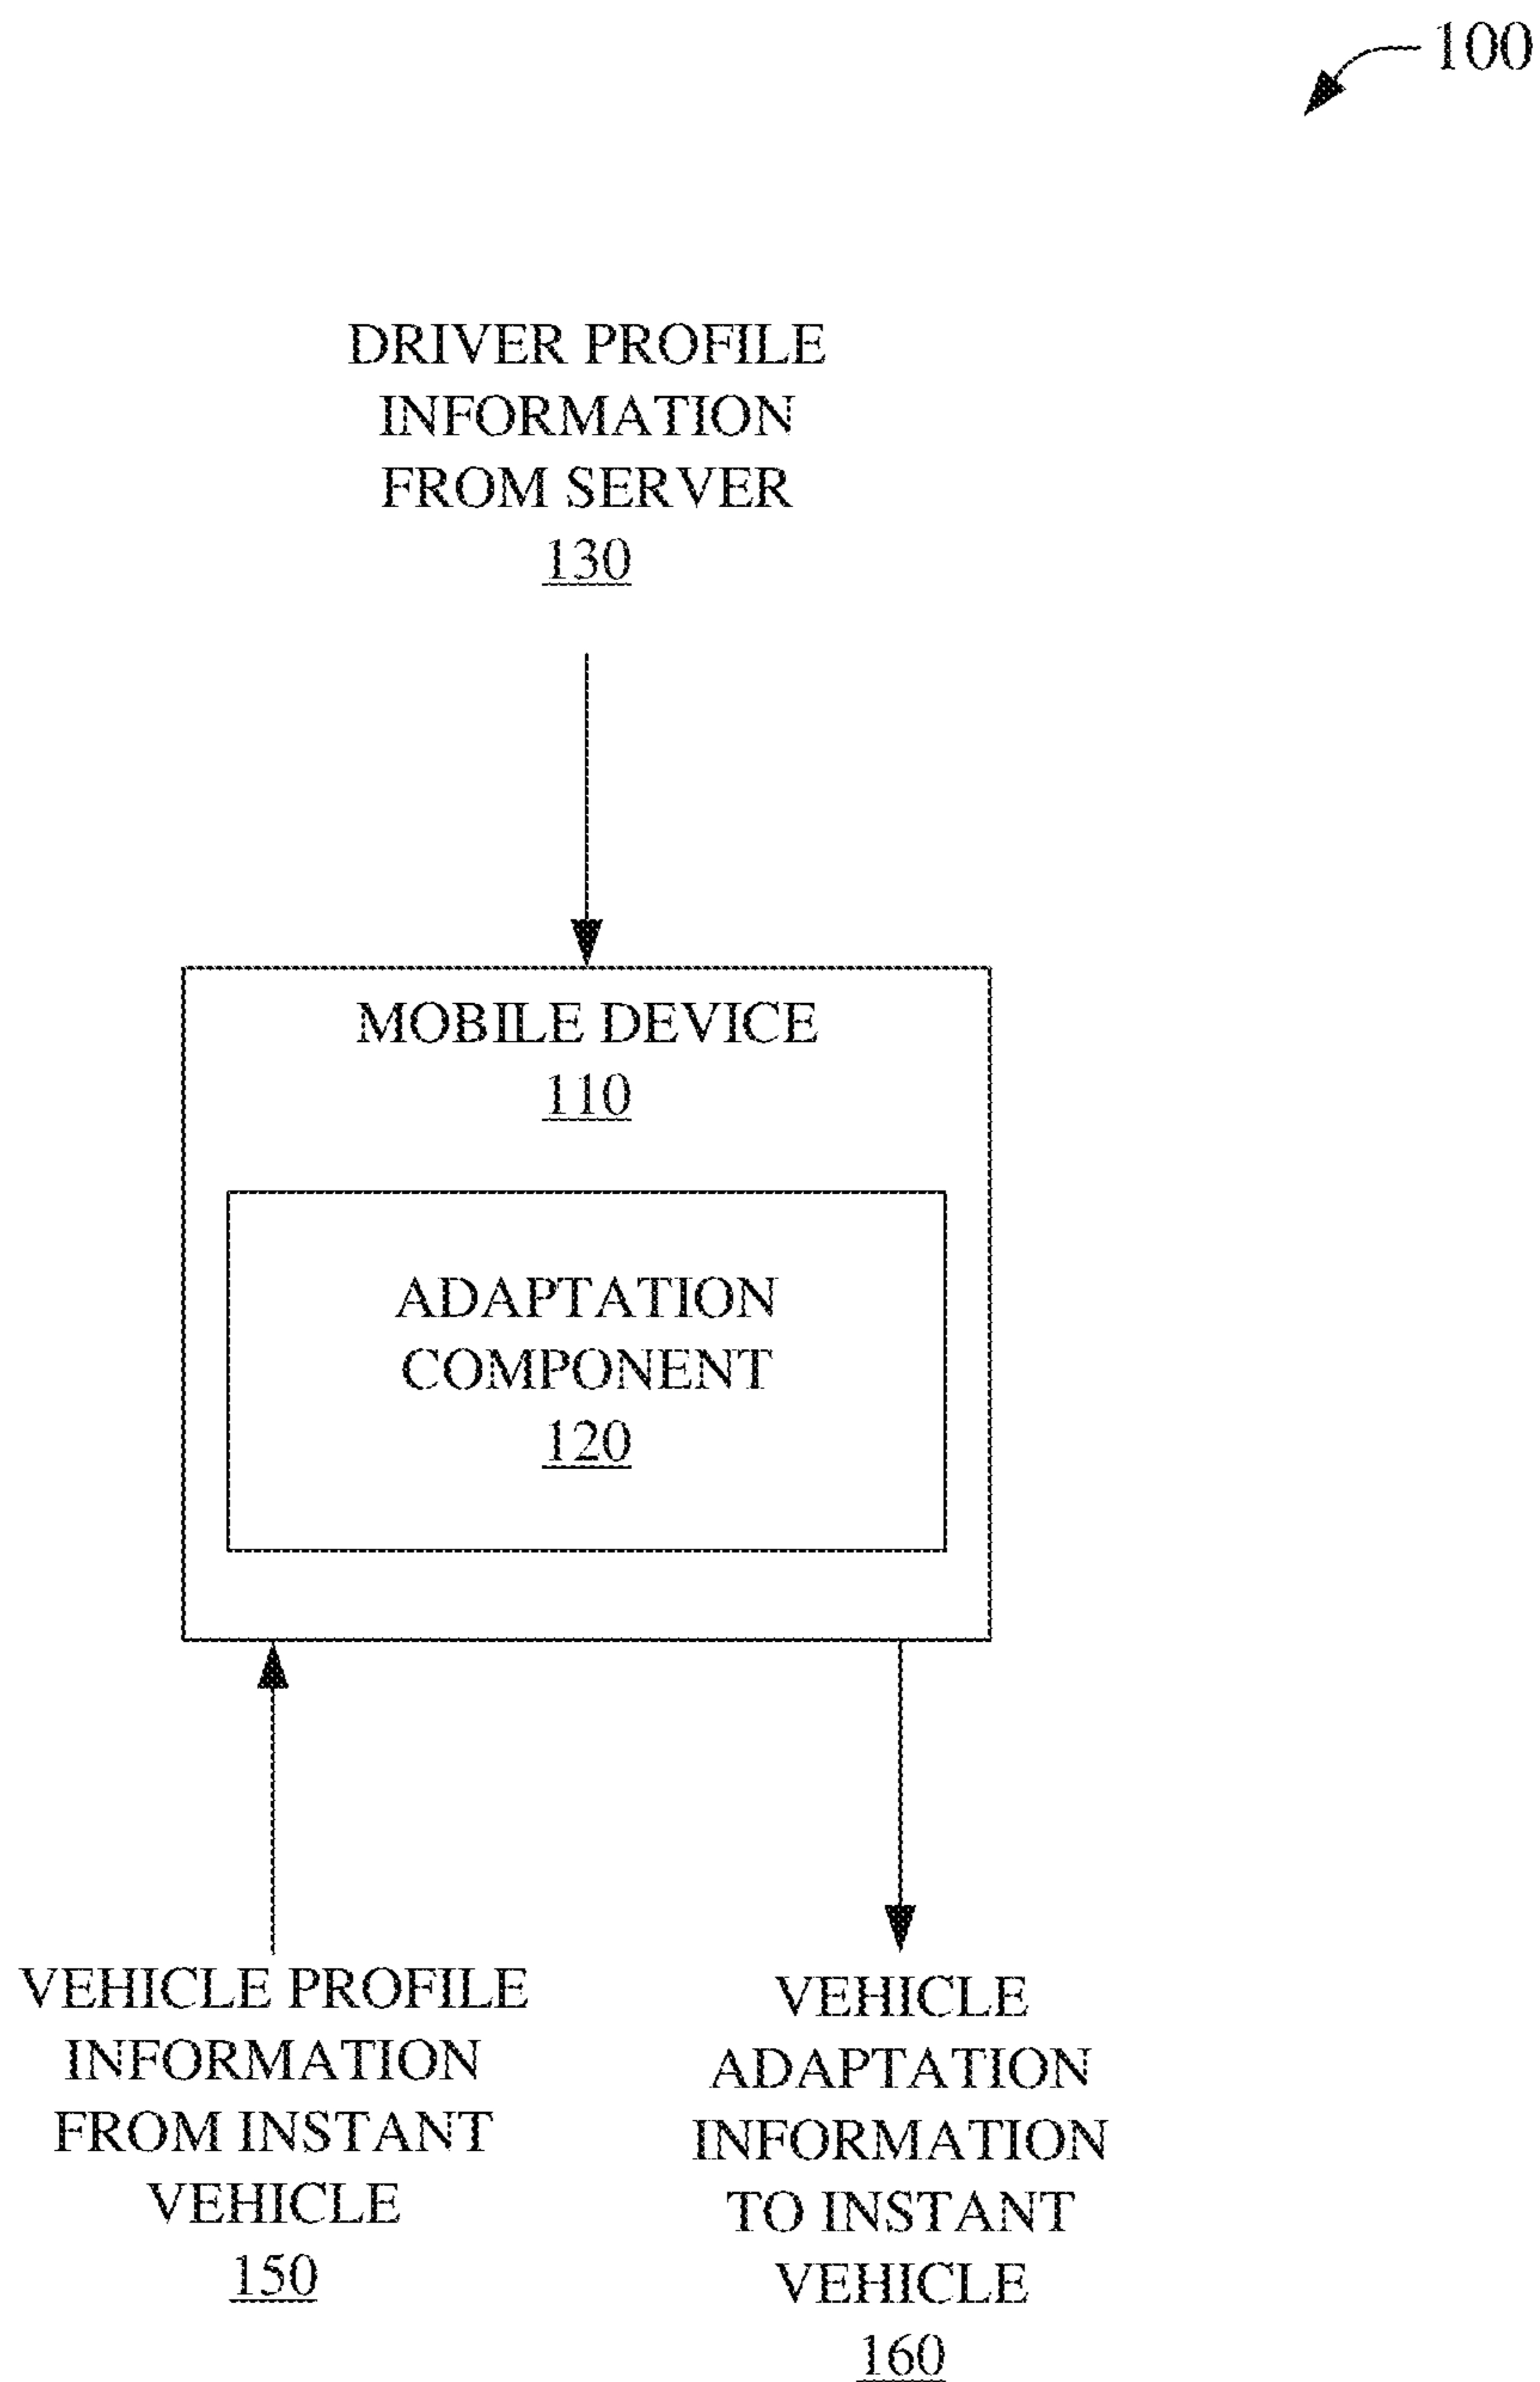 100
DRIVER PROFILE
INFORMATION
FROM SERVER
130
MOBILE DEVICE
110
ADAPTATION
COMPONENT
120
VEHICLE PROFILE
INFORMATION
FROM INSTANT
VEHICLE
150
VEHICLE
ADAPTATION
INFORMATION
TO INSTANT
VEHICLE
160